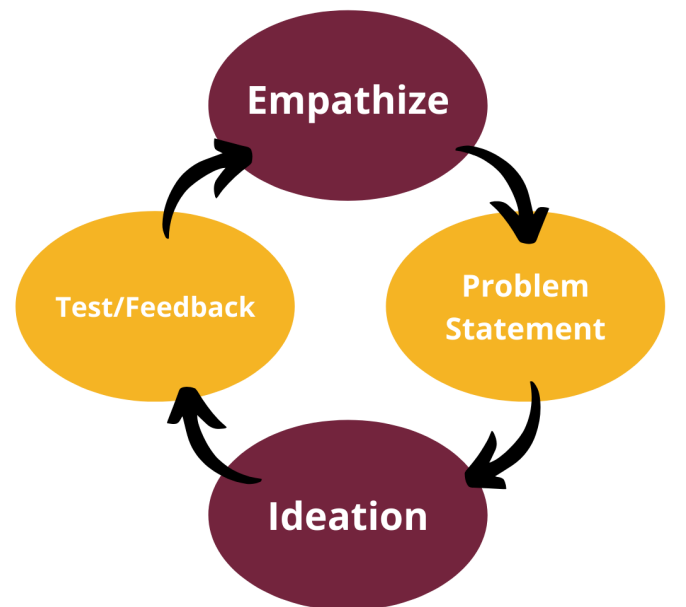 Empathize
Problem
Statement
Ideation
Test/Feedback